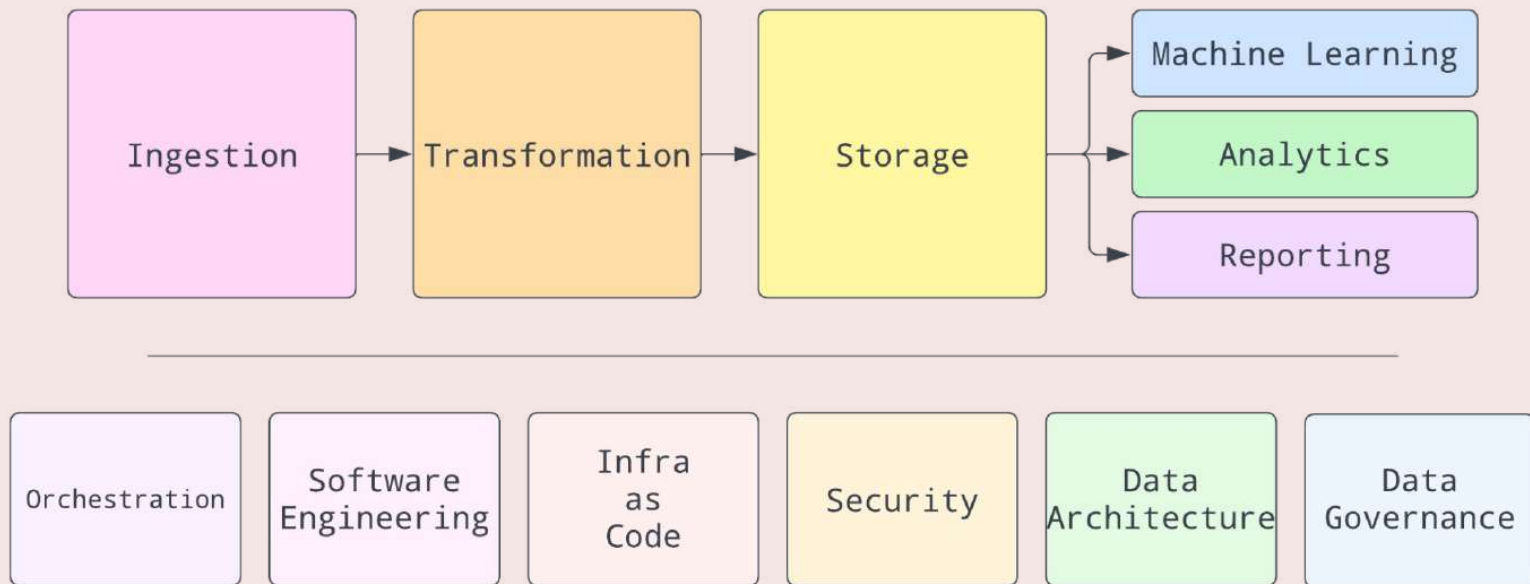 Ingestion
Transformation
Storage
Machine Learning
Analytics
Reporting
Orchestration
Software
Engineering
Infra
as
Code
Security
Data
Architecture
Data
Governance